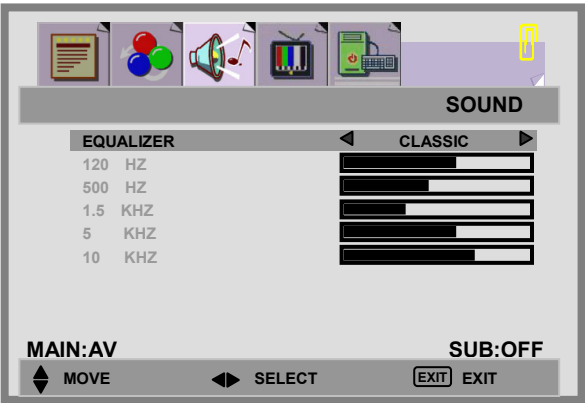 SOUND
EQUALIZER CLASSIC
120 HZ
500 HZ
1.5 KHZ
5 KHZ
10 KHZ
MAIN:AV SUB:OFF
MOVE SELECT EXIT EXIT